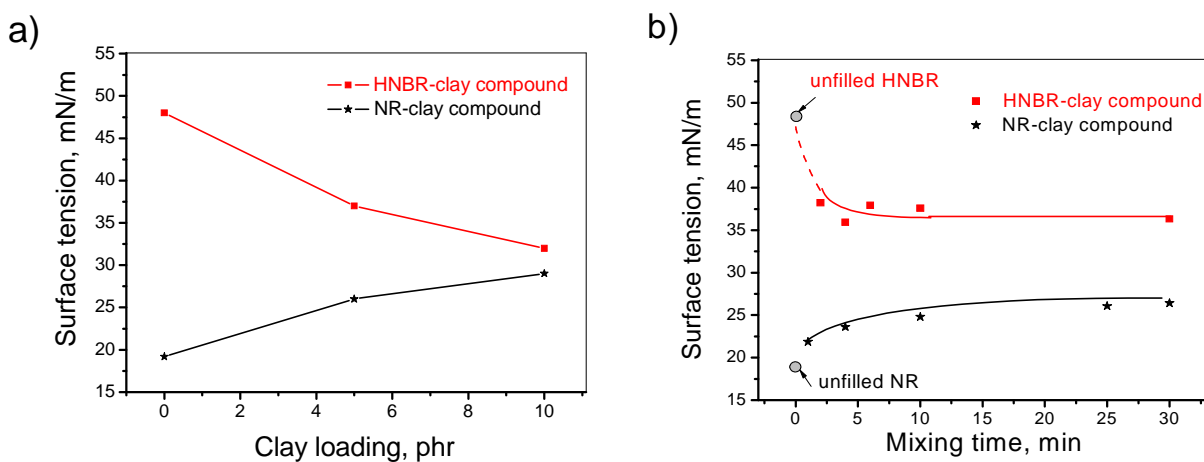 a)
Surface tension, mN/m
55
50
45
40
35
30
25
20
15
HNBR-clay compound
NR-clay compound
0 2 4 6 8 10
Clay loading, phr
b)
Surface tension, mN/m
55
50
45
40
35
30
25
20
15
unfilled HNBR
HNBR-clay compound
NR-clay compound
unfilled NR
0 5 10 15 20 25 30
Mixing time, min